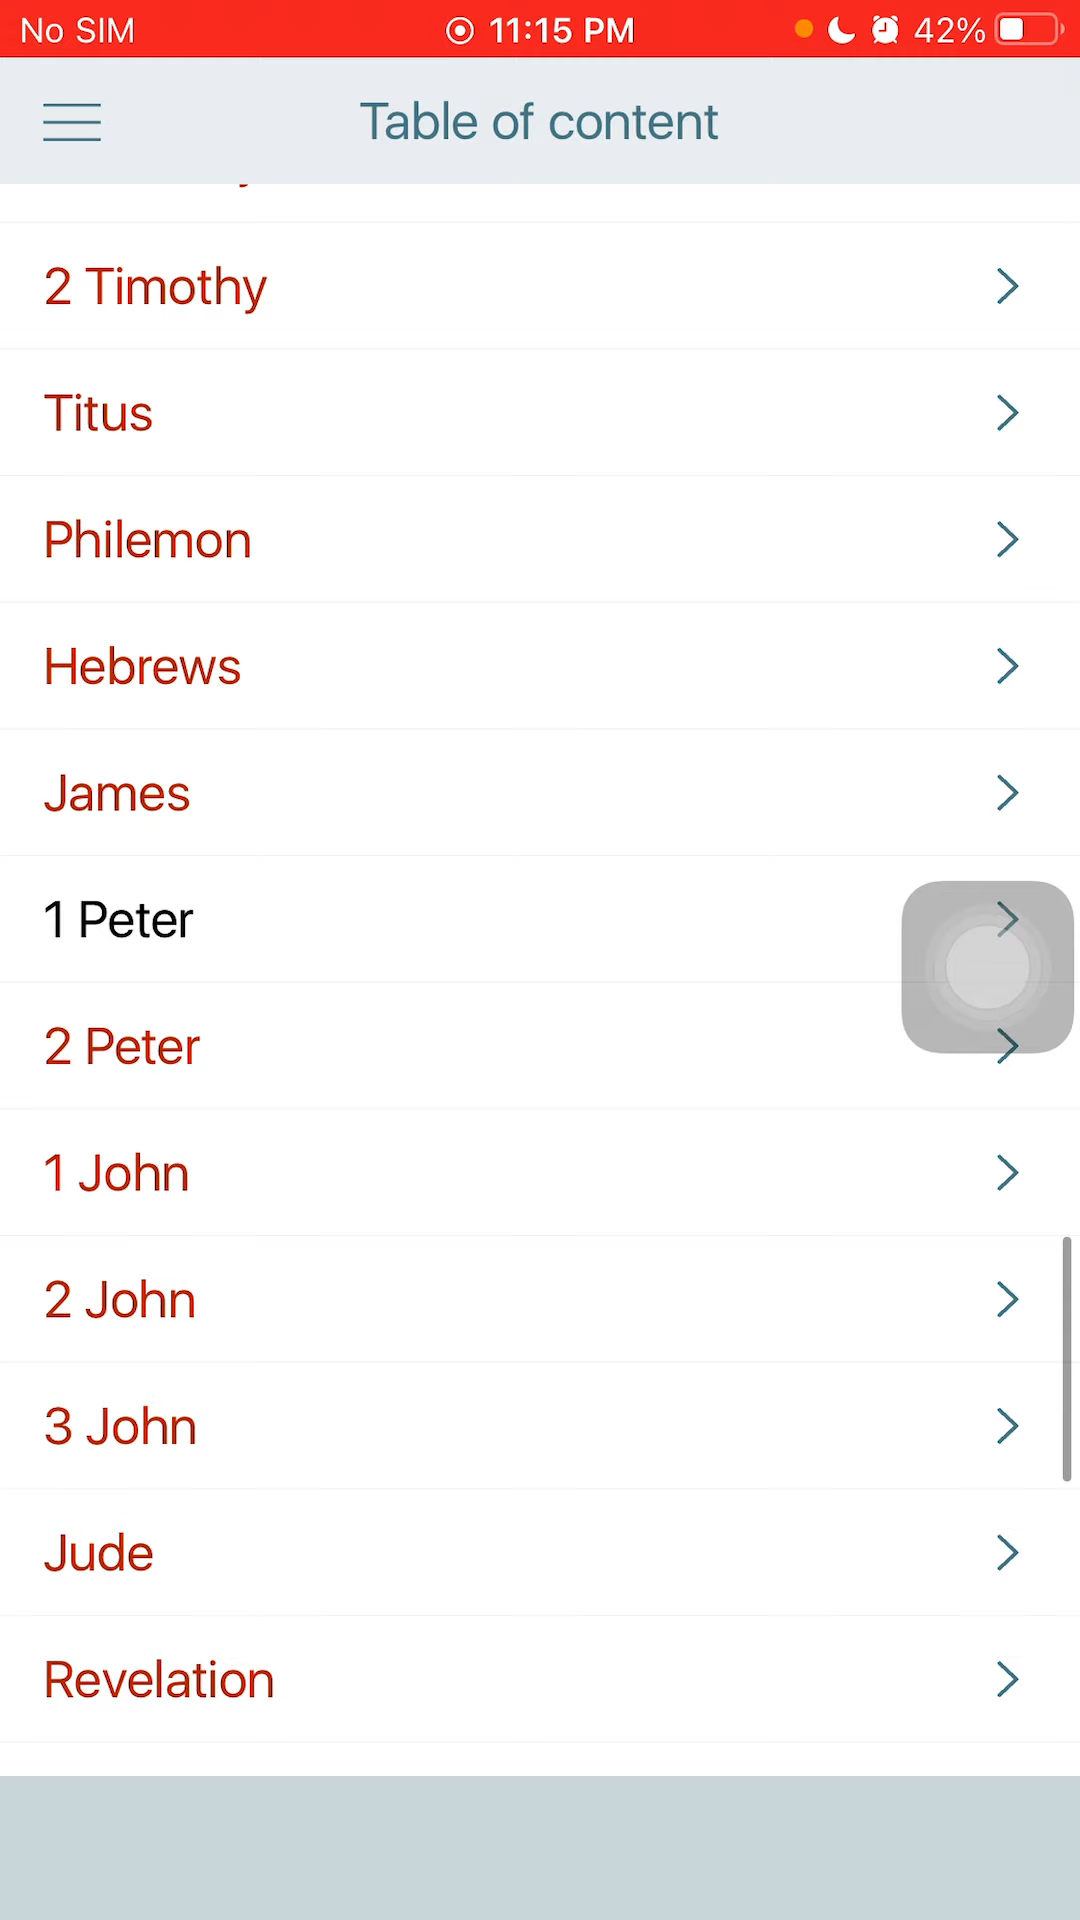 No SIM 11:15 PM 42%
Table of content
2 Timothy
Titus
Philemon
Hebrews
James
1 Peter
2 Peter
1 John
2 John
3 John
Jude
Revelation